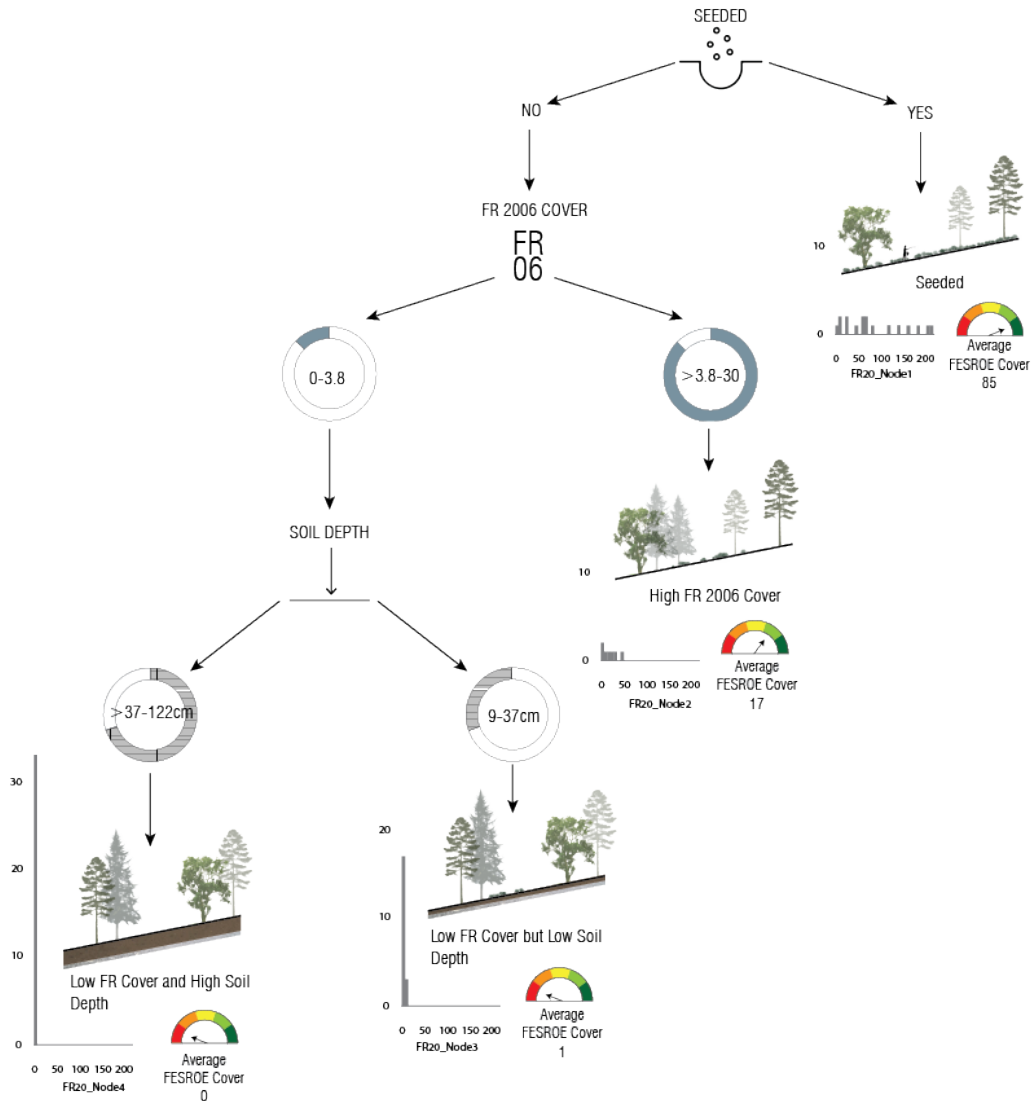 SEEDED
NO
YES
FR 2006 COVER
FR
06
10
Seeded
0
0 50 100 150 200
FR20_Node1
Average
FESROE Cover
85
0-3.8
>3.8-30
SOIL DEPTH
10
High FR 2006 Cover
0
0 50 100 150 200
FR20_Node2
Average
FESROE Cover
17
>37-122cm
9-37cm
30
20
10
0
Low FR Cover and High Soil
Depth
0 50 100 150 200
FR20_Node4
Average
FESROE Cover
0
20
10
0
Low FR Cover but Low Soil
Depth
0 50 100 150 200
FR20_Node3
Average
FESROE Cover
1